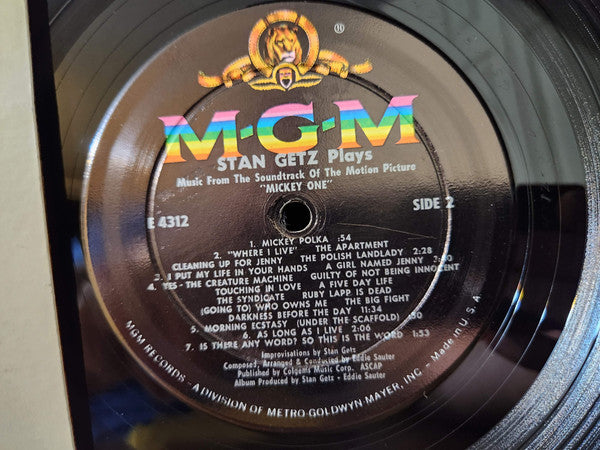 ®
M-G-M
STAN GETZ Plays
Music From The Soundtrack Of The Motion Picture
"MICKEY ONE"
E 4312
SIDE 2
1. MICKEY POLKA :54
2. "WHERE I LIVE" THE APARTMENT
CLEANING UP FOR JENNY THE POLISH LANDLADY 2:28
3. I PUT MY LIFE IN YOUR HANDS A GIRL NAMED JENNY
4. YES - THE CREATURE MACHINE GUILTY OF NOT BEING INNOCENT
TOUCHING IN LOVE A FIVE DAY LIFE
THE SYNDICATE RUBY LAPP IS DEAD
(GOING TO) WHO OWNS ME THE BIG FIGHT
DARKNESS BEFORE THE DAY 11:34
5. MORNING ECSTASY (UNDER THE SCAFFOLD)
6. AS LONG AS I LIVE 2:06
7. IS THERE ANY WORD? SO THIS IS THE WORD 1:53
Improvisations by Stan Getz
Composed, Arranged & Conducted by Eddie Sauter
Published by Colgems Music Corp. ASCAP
Album Produced by Stan Getz - Eddie Sauter
MGM RECORDS - A DIVISION OF METRO-GOLDWYN-MAYER, INC. - Made in U.S.A